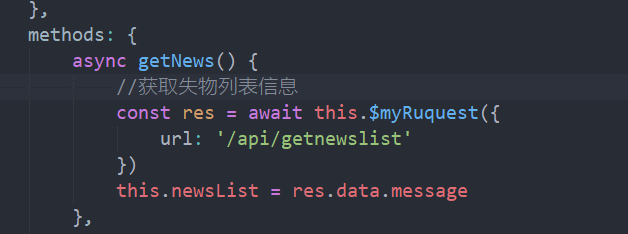 },
methods: {
async getNews() {
//获取失物列表信息
const res = await this.$myRuquest({
url: '/api/getnewslist'
})
this.newsList = res.data.message
},